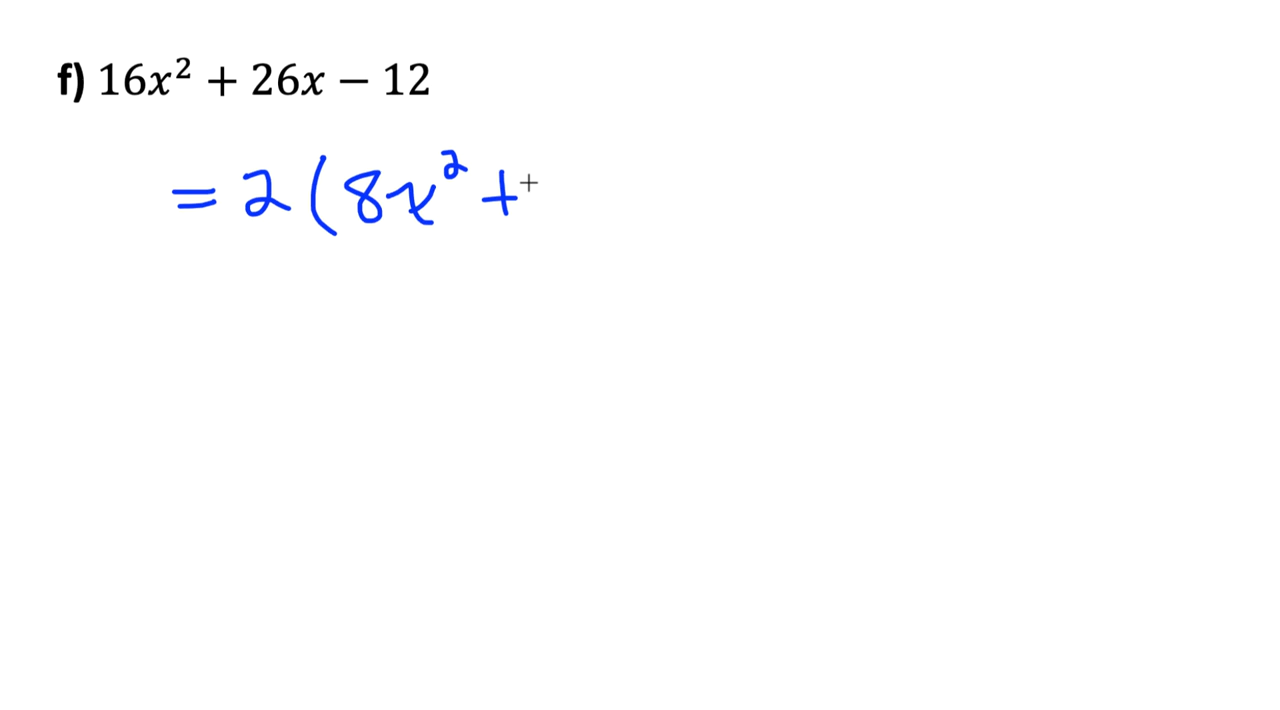 f) 16x² + 26x − 12
= 2 (8x² +